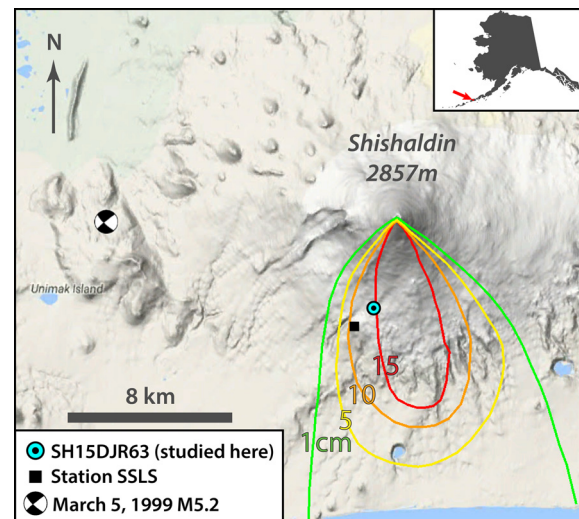 N
Shishaldin
2857m
Unimak Island
15
10
5
1cm
8 km
SH15DJR63 (studied here)
Station SSLS
March 5, 1999 M5.2